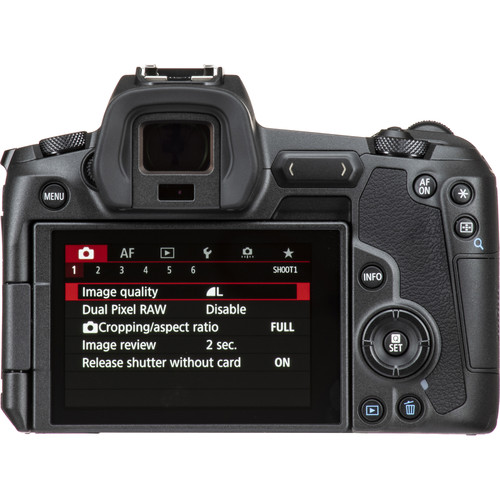 MENU
AF
ON
INFO
Q
SET
AF
1 2 3 4 5 6 SHOOT1
Image quality L
Dual Pixel RAW Disable
Cropping/aspect ratio FULL
Image review 2 sec.
Release shutter without card ON